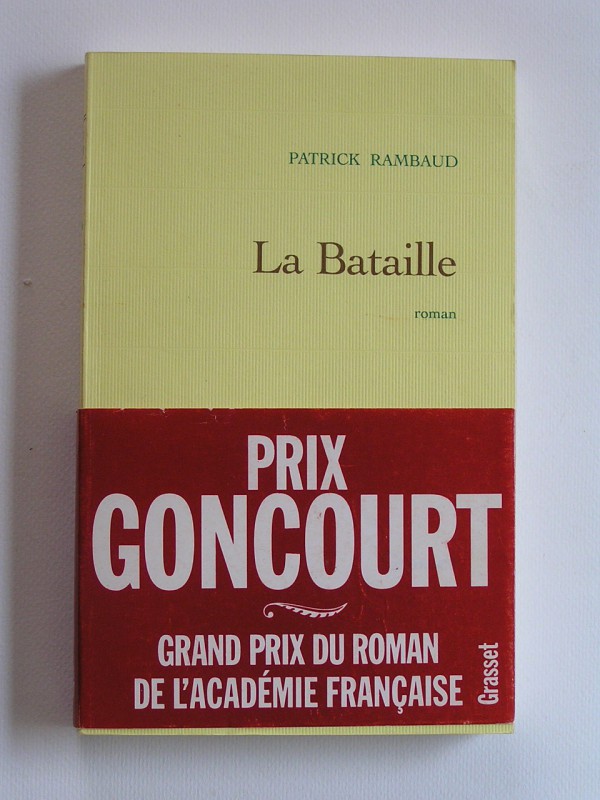 PATRICK RAMBAUD
La Bataille
roman
PRIX
GONCOURT
GRAND PRIX DU ROMAN
DE L'ACADÉMIE FRANÇAISE
Grasset